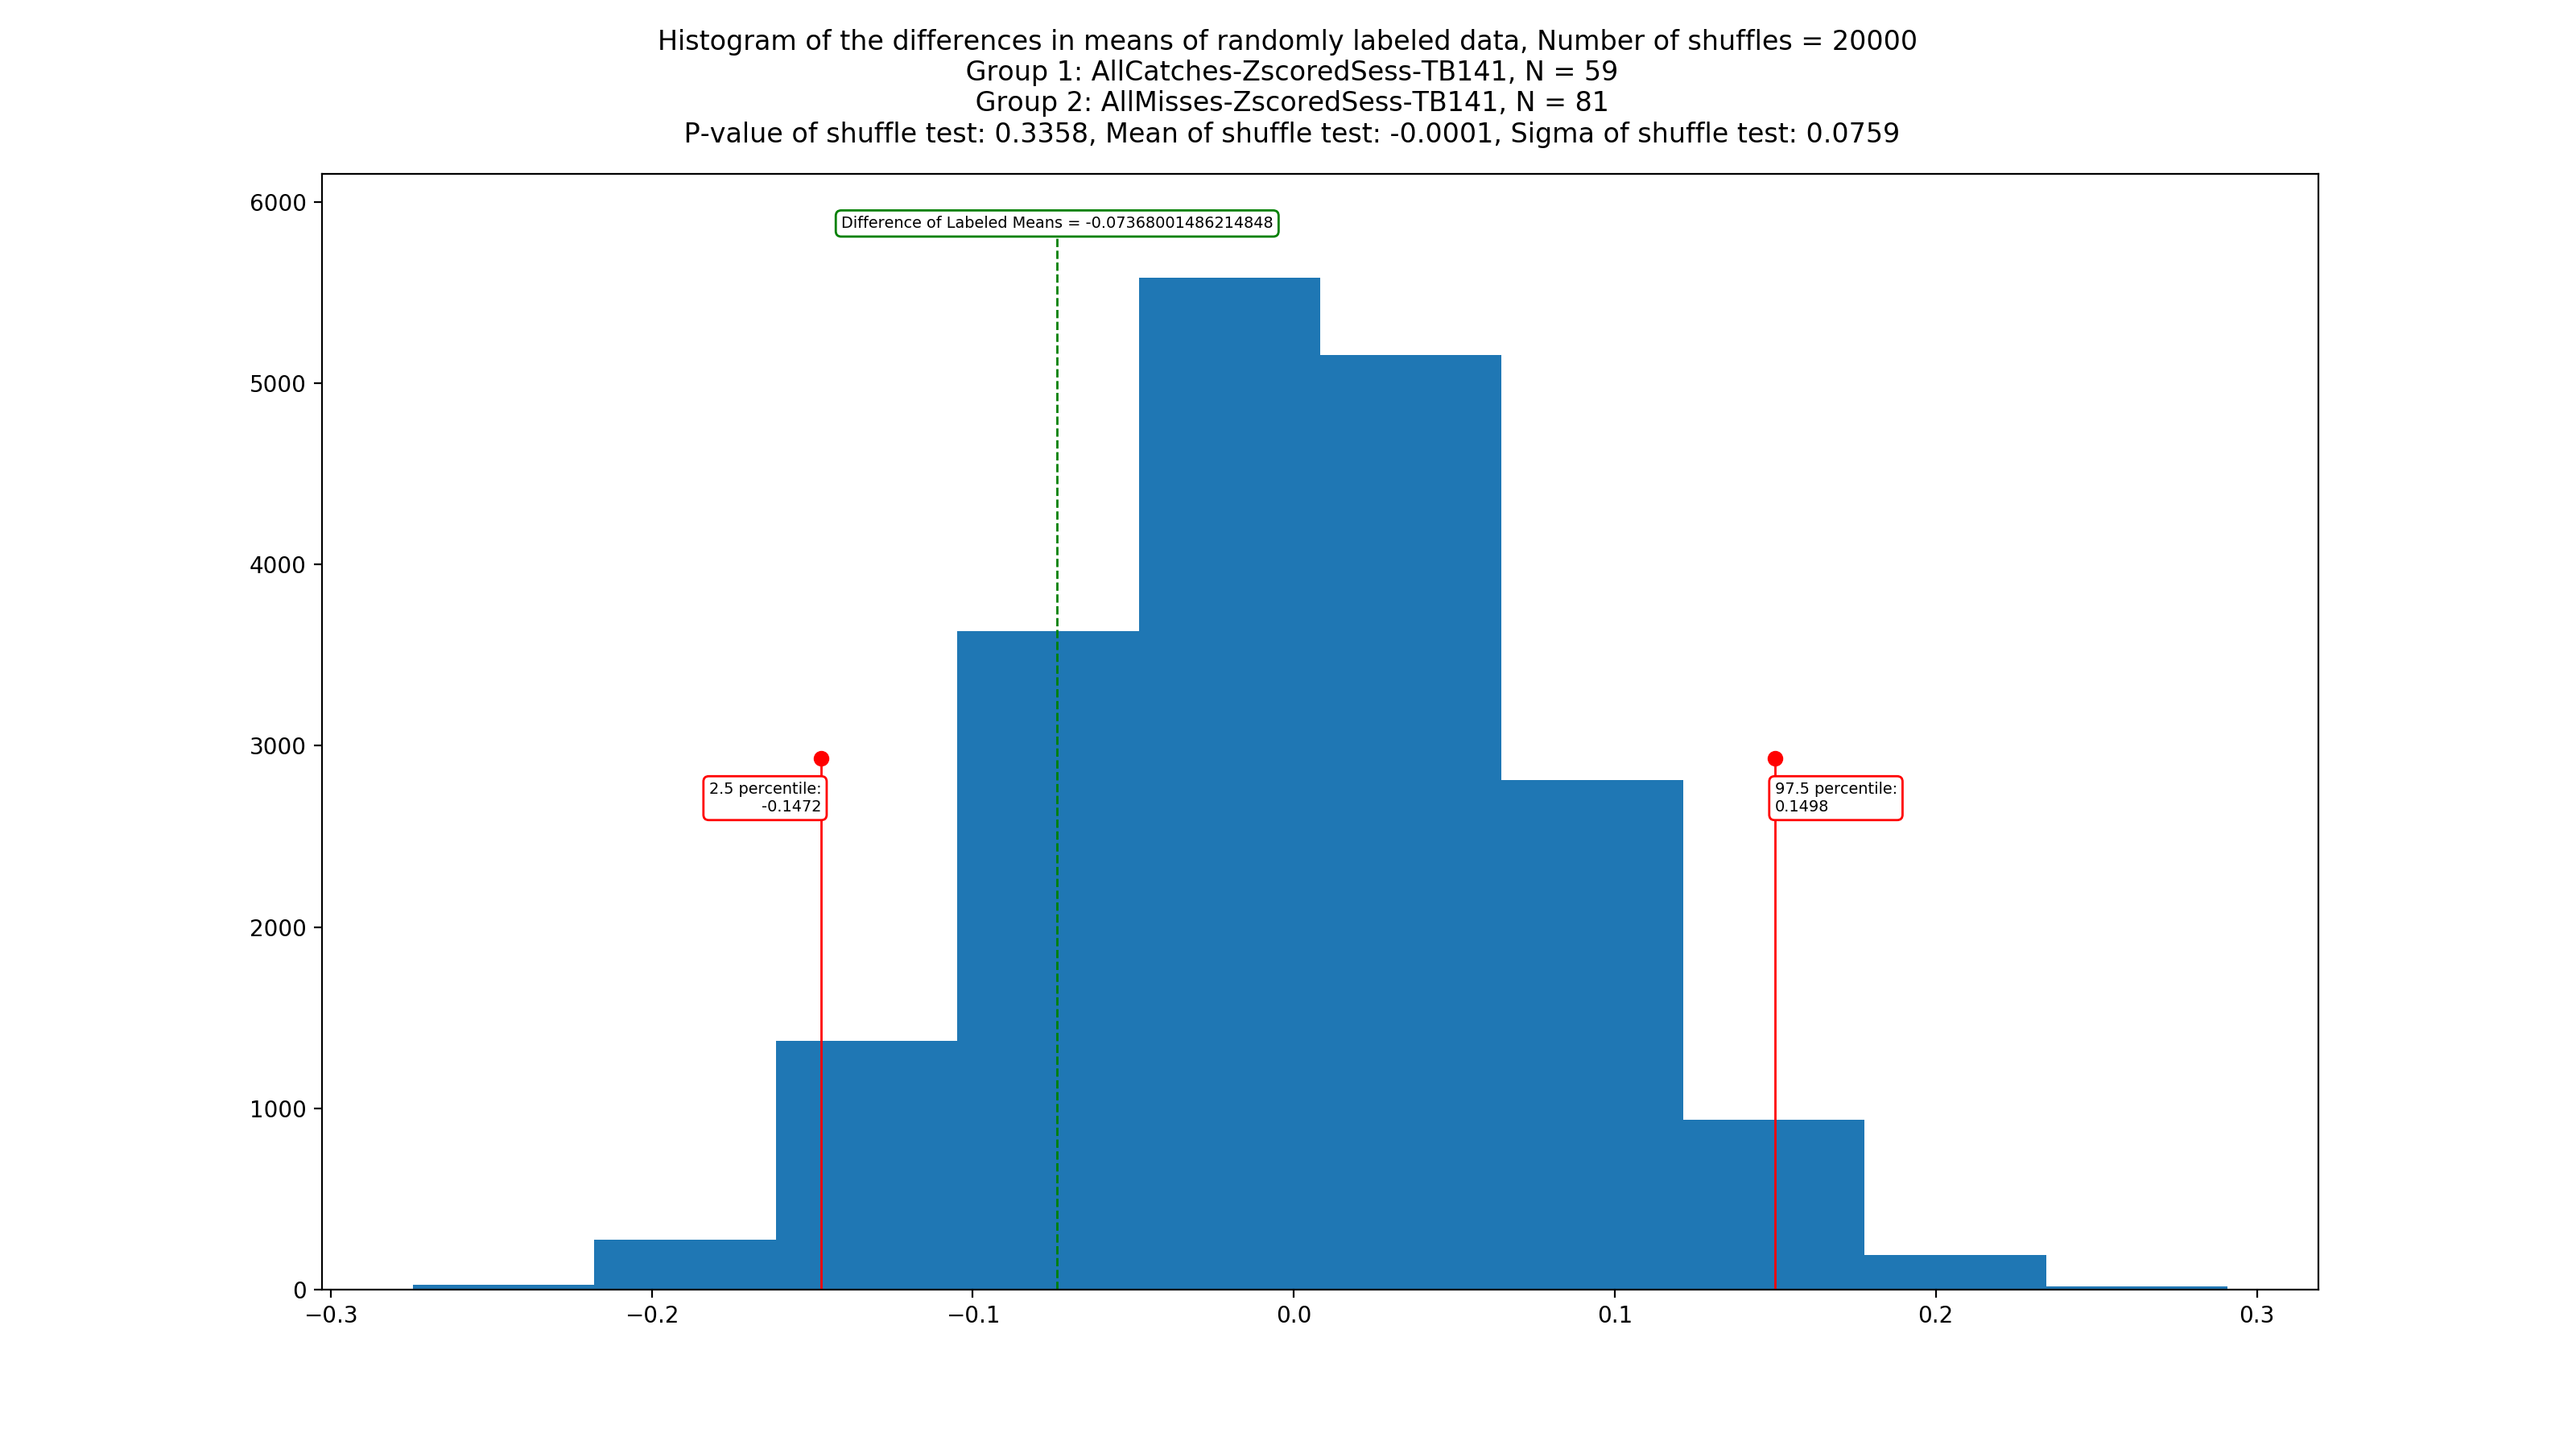 Histogram of the differences in means of randomly labeled data, Number of shuffles = 20000
Group 1: AllCatches-ZscoredSess-TB141, N = 59
Group 2: AllMisses-ZscoredSess-TB141, N = 81
P-value of shuffle test: 0.3358, Mean of shuffle test: -0.0001, Sigma of shuffle test: 0.0759
6000
Difference of Labeled Means = -0.07368001486214848
5000
4000
3000
2.5 percentile:
-0.1472
97.5 percentile:
0.1498
2000
1000
0
−0.3
−0.2
−0.1
0.0
0.1
0.2
0.3